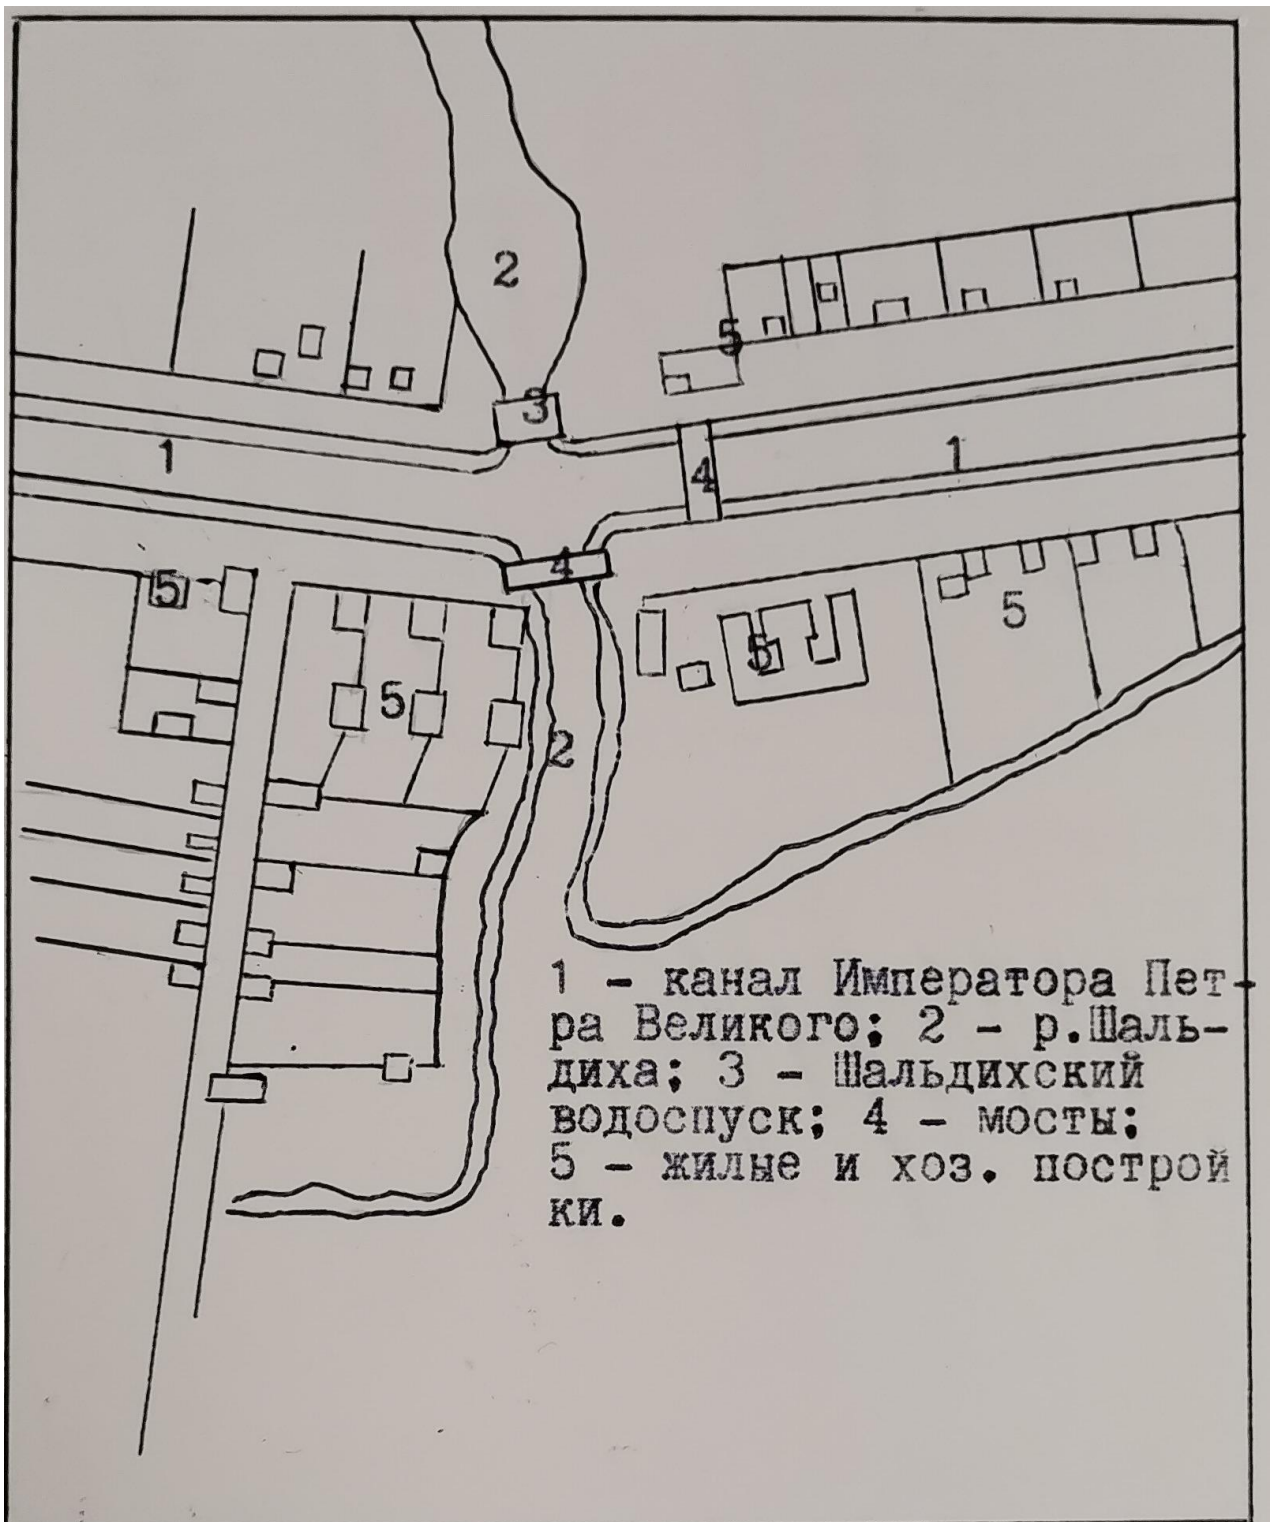 2
5
3
1
1
4
4
5
5
5
5
2
1 - канал Императора Пет-
ра Великого; 2 - р.Шаль-
диха; 3 - Шальдихский
водоспуск; 4 - мосты;
5 - жилые и хоз. построй
ки.